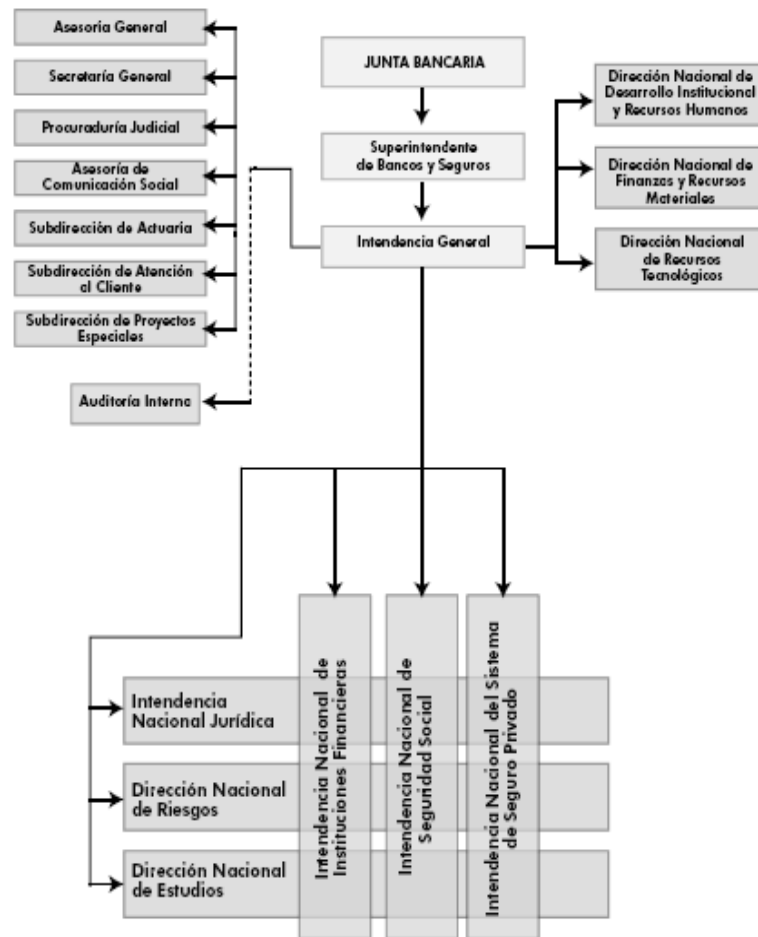 Asesoría General
Secretaría General
Procuraduría Judicial
Asesoría de
Comunicación Social
Subdirección de Actuaria
Subdirección de Atención
al Cliente
Subdirección de Proyectos
Especiales
Auditoría Interna
JUNTA BANCARIA
Superintendente
de Bancos y Seguros
Intendencia General
Dirección Nacional de
Desarrollo Institucional
y Recursos Humanos
Dirección Nacional de
Finanzas y Recursos
Materiales
Dirección Nacional
de Recursos
Tecnológicos
Intendencia
Nacional Jurídica
Dirección Nacional
de Riesgos
Dirección Nacional
de Estudios
Intendencia Nacional de
Instituciones Financieras
Intendencia Nacional de
Seguridad Social
Intendencia Nacional del Sistema
de Seguro Privado